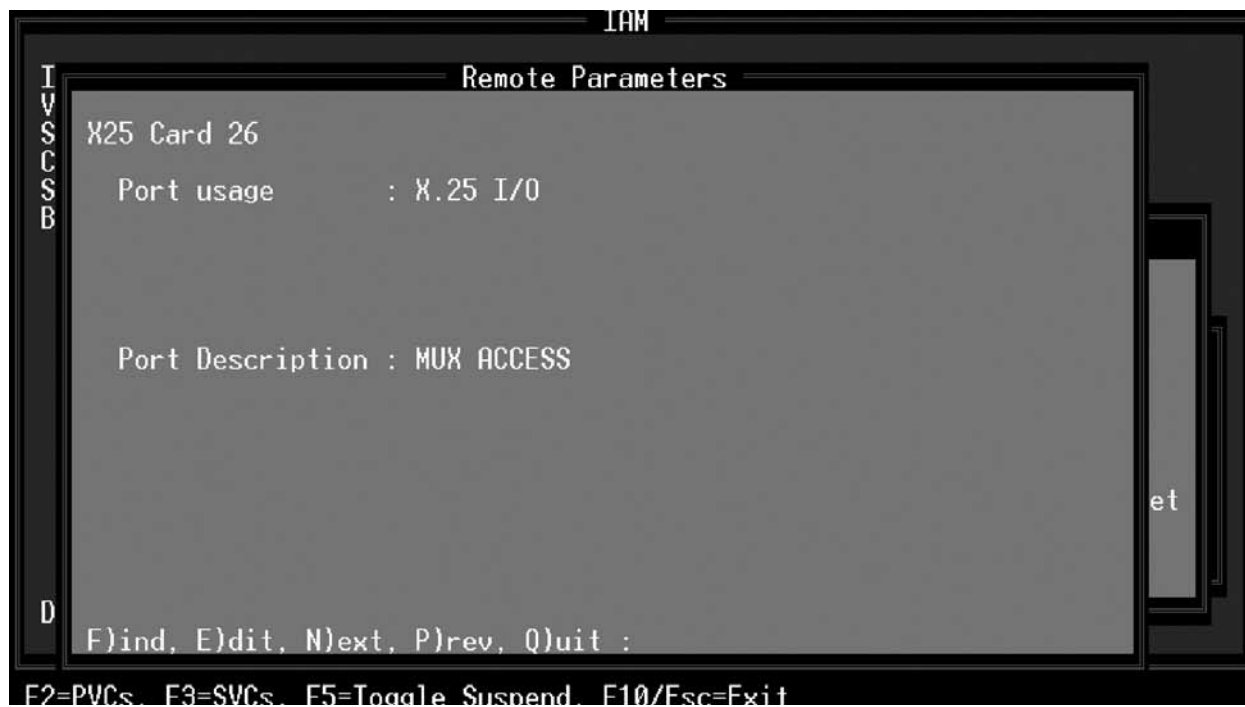 IAM
Remote Parameters
I
V
S
C
S
B
X25 Card 26
Port usage : X.25 I/O
Port Description : MUX ACCESS
et
D
F)ind, E)dit, N)ext, P)rev, Q)uit :
F2=PVCs, F3=SVCs, F5=Toggle Suspend, F10/Esc=Exit